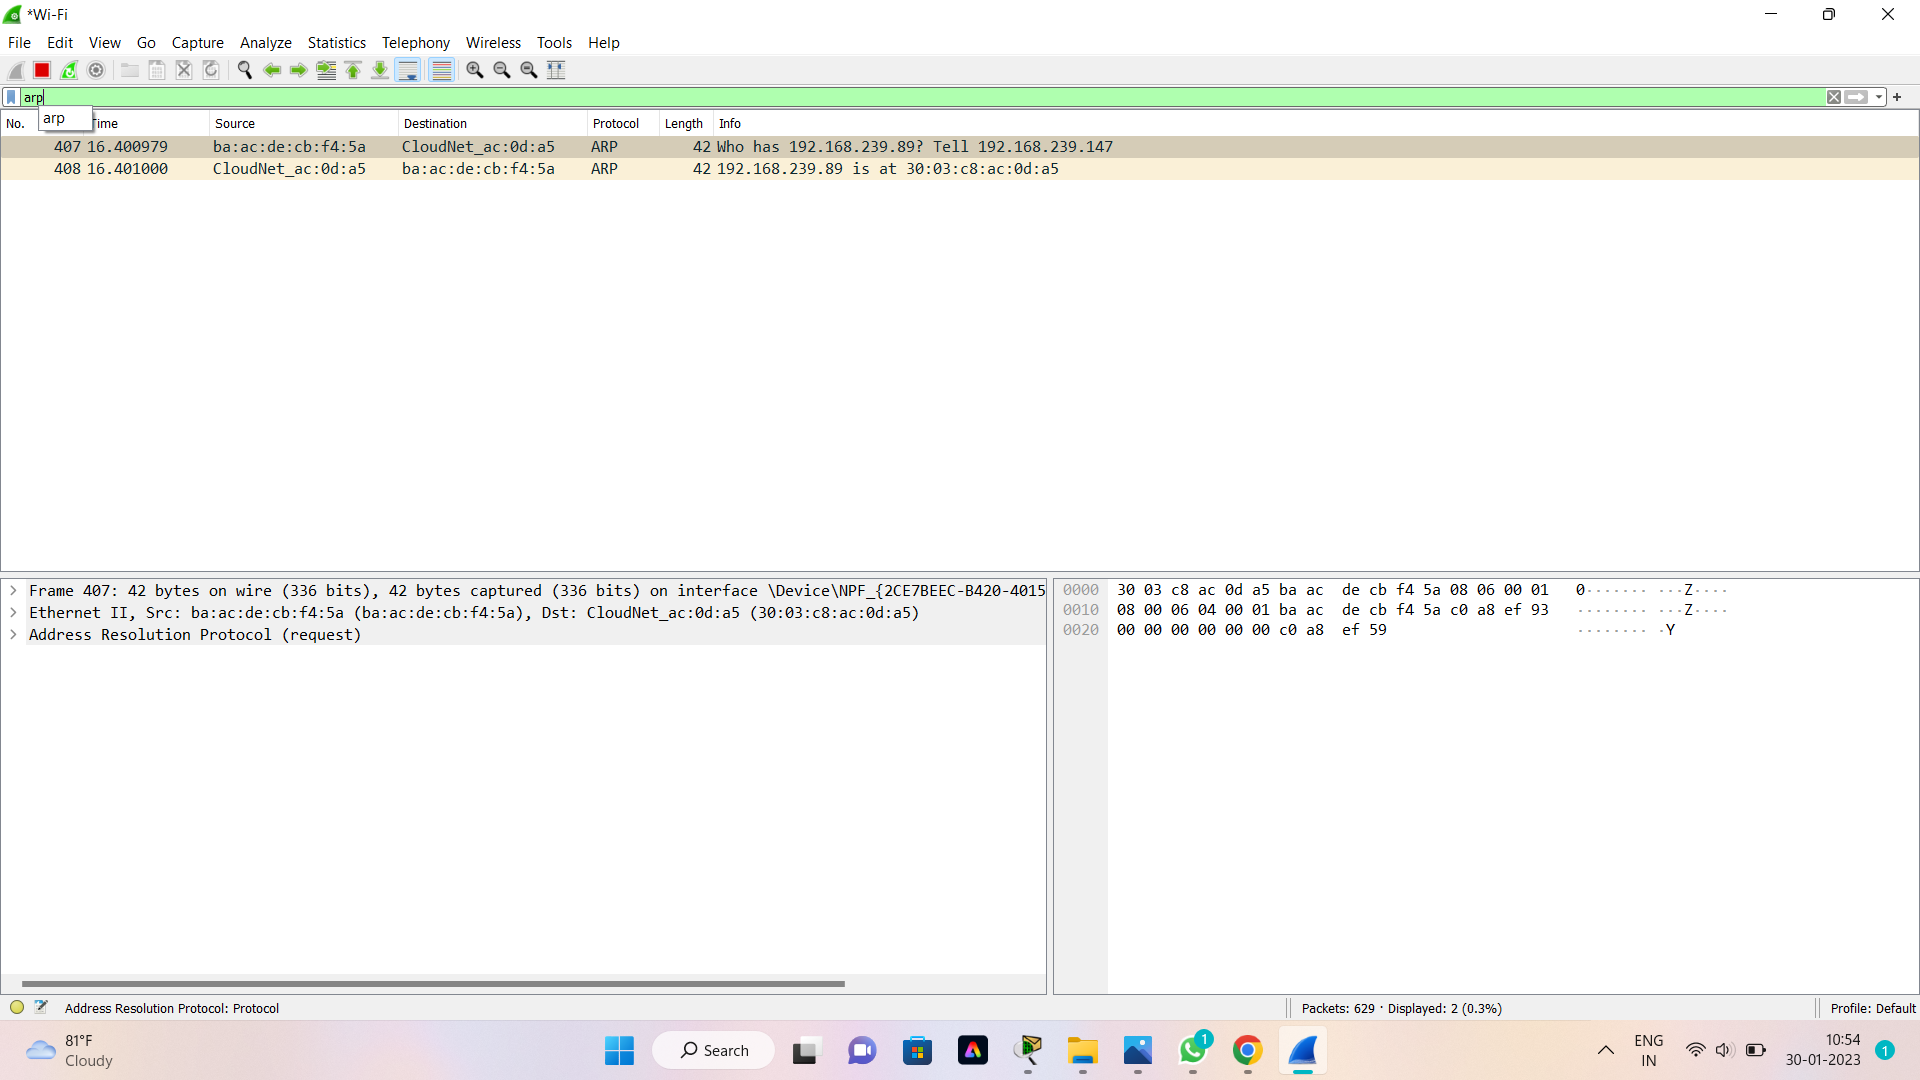 *Wi-Fi
File Edit View Go Capture Analyze Statistics Telephony Wireless Tools Help
arp
arp
No. Time Source Destination Protocol Length Info
407 16.400979 ba:ac:de:cb:f4:5a CloudNet_ac:0d:a5 ARP 42 Who has 192.168.239.89? Tell 192.168.239.147
408 16.401000 CloudNet_ac:0d:a5 ba:ac:de:cb:f4:5a ARP 42 192.168.239.89 is at 30:03:c8:ac:0d:a5
Frame 407: 42 bytes on wire (336 bits), 42 bytes captured (336 bits) on interface \Device\NPF_{2CE7BEEC-B420-4015
Ethernet II, Src: ba:ac:de:cb:f4:5a (ba:ac:de:cb:f4:5a), Dst: CloudNet_ac:0d:a5 (30:03:c8:ac:0d:a5)
Address Resolution Protocol (request)
0000 30 03 c8 ac 0d a5 ba ac de cb f4 5a 08 06 00 01 0······· ···Z····
0010 08 00 06 04 00 01 ba ac de cb f4 5a c0 a8 ef 93 ········ ···Z····
0020 00 00 00 00 00 00 c0 a8 ef 59 ········ ·Y
Address Resolution Protocol: Protocol
Packets: 629 · Displayed: 2 (0.3%)
Profile: Default
81°F
Cloudy
Search
1
ENG
IN
10:54
30-01-2023
1